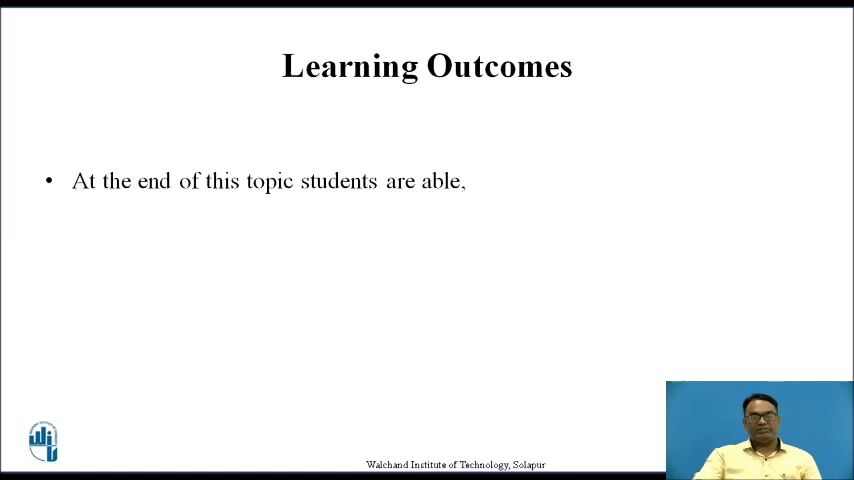 Learning Outcomes
• At the end of this topic students are able,
Walchand Institute of Technology, Solapur